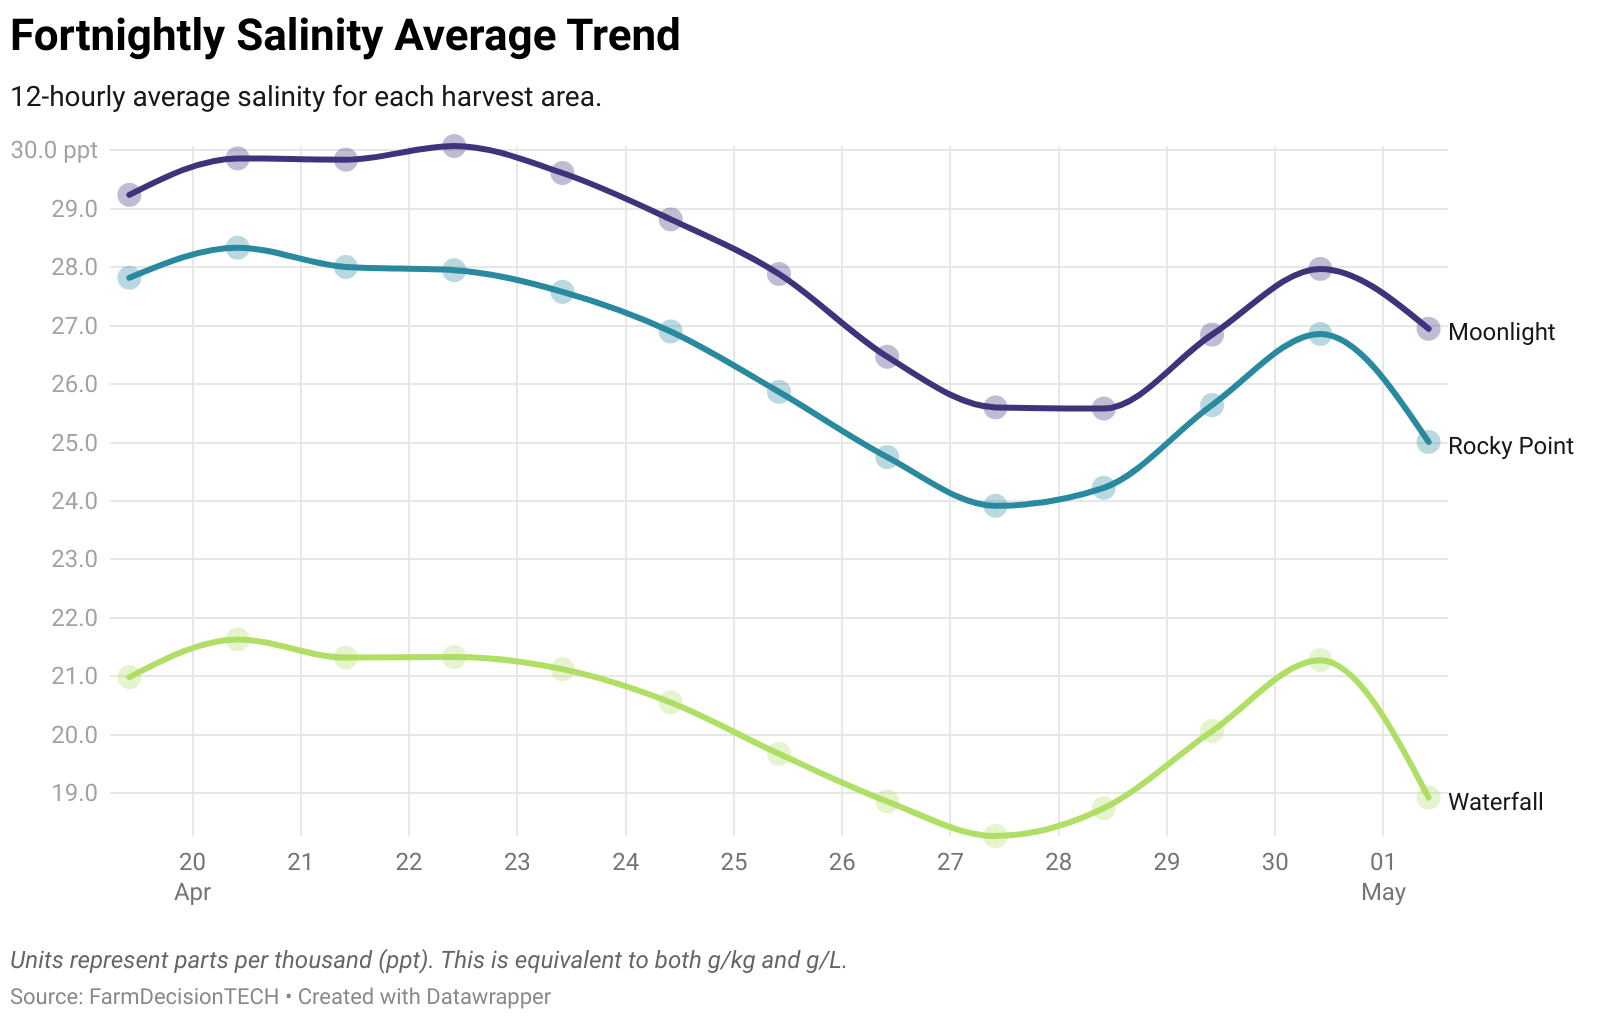 Fortnightly Salinity Average Trend
12-hourly average salinity for each harvest area.
30.0 ppt
29.0
28.0
27.0
26.0
25.0
24.0
23.0
22.0
21.0
20.0
19.0
Moonlight
Rocky Point
Waterfall
20 21 22 23 24 25 26 27 28 29 30 01
Apr May
Units represent parts per thousand (ppt). This is equivalent to both g/kg and g/L.
Source: FarmDecisionTECH • Created with Datawrapper